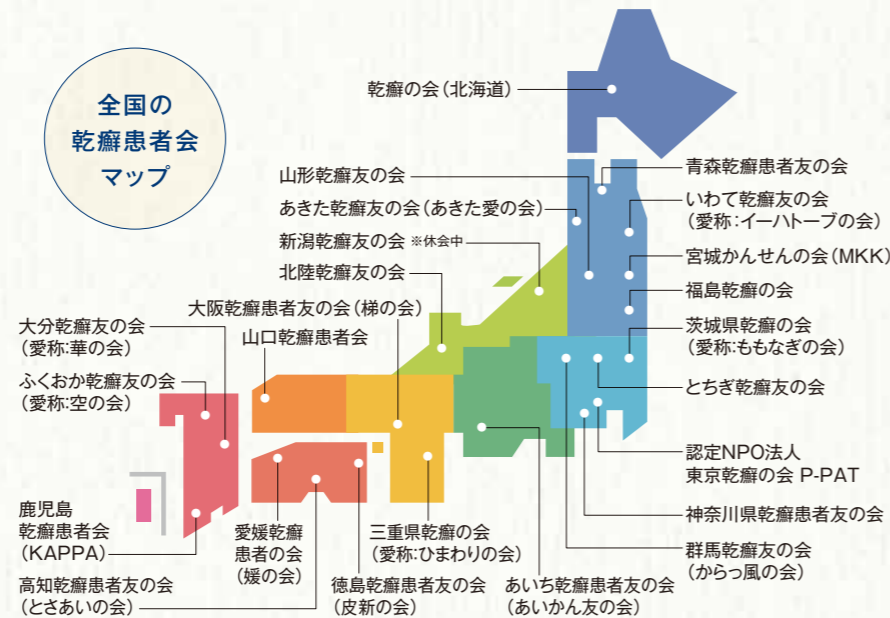 全国の
乾癬患者会
マップ
乾癬の会（北海道）
青森乾癬患者友の会
いわて乾癬友の会
（愛称：イーハトーブの会）
宮城かんせんの会（MKK）
福島乾癬の会
茨城県乾癬の会
（愛称：ももなぎの会）
とちぎ乾癬友の会
認定NPO法人
東京乾癬の会 P-PAT
神奈川県乾癬患者友の会
群馬乾癬友の会
（からっ風の会）
山形乾癬友の会
あきた乾癬友の会（あきた愛の会）
新潟乾癬友の会 ※休会中
北陸乾癬友の会
大阪乾癬患者友の会（梯の会）
山口乾癬患者会
大分乾癬友の会
（愛称：華の会）
ふくおか乾癬友の会
（愛称：空の会）
鹿児島
乾癬患者会
（KAPPA）
高知乾癬患者友の会
（とさあいの会）
愛媛乾癬
患者の会
（媛の会）
徳島乾癬患者友の会
（皮新の会）
三重県乾癬の会
（愛称：ひまわりの会）
あいち乾癬患者友の会
（あいかん友の会）